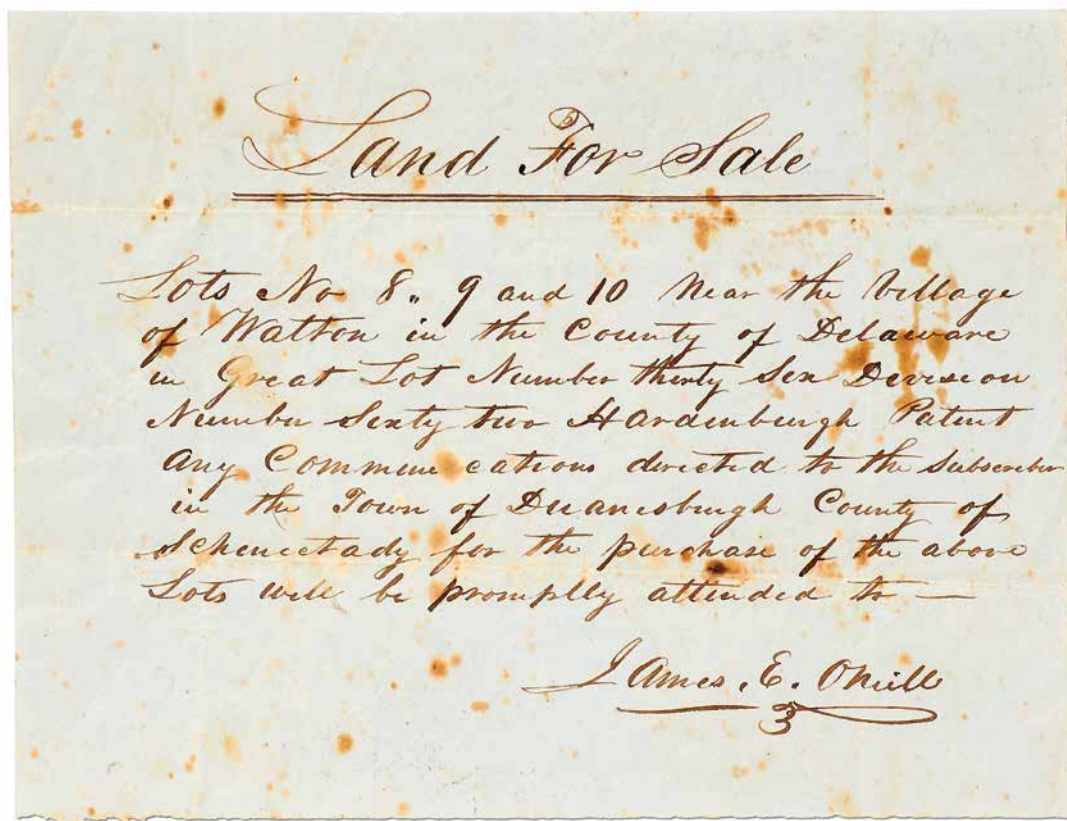 Land For Sale
Lots No 8, 9 and 10 Near the Village
of Walton in the County of Delaware
in Great Lot Number thirty Six Division
Number Sixty two Hardenburgh Patent
Any Communications directed to the Subscriber
in the Town of Duanesburgh County of
Schenectady for the purchase of the above
Lots will be promptly attended to —
James. E. ONeill